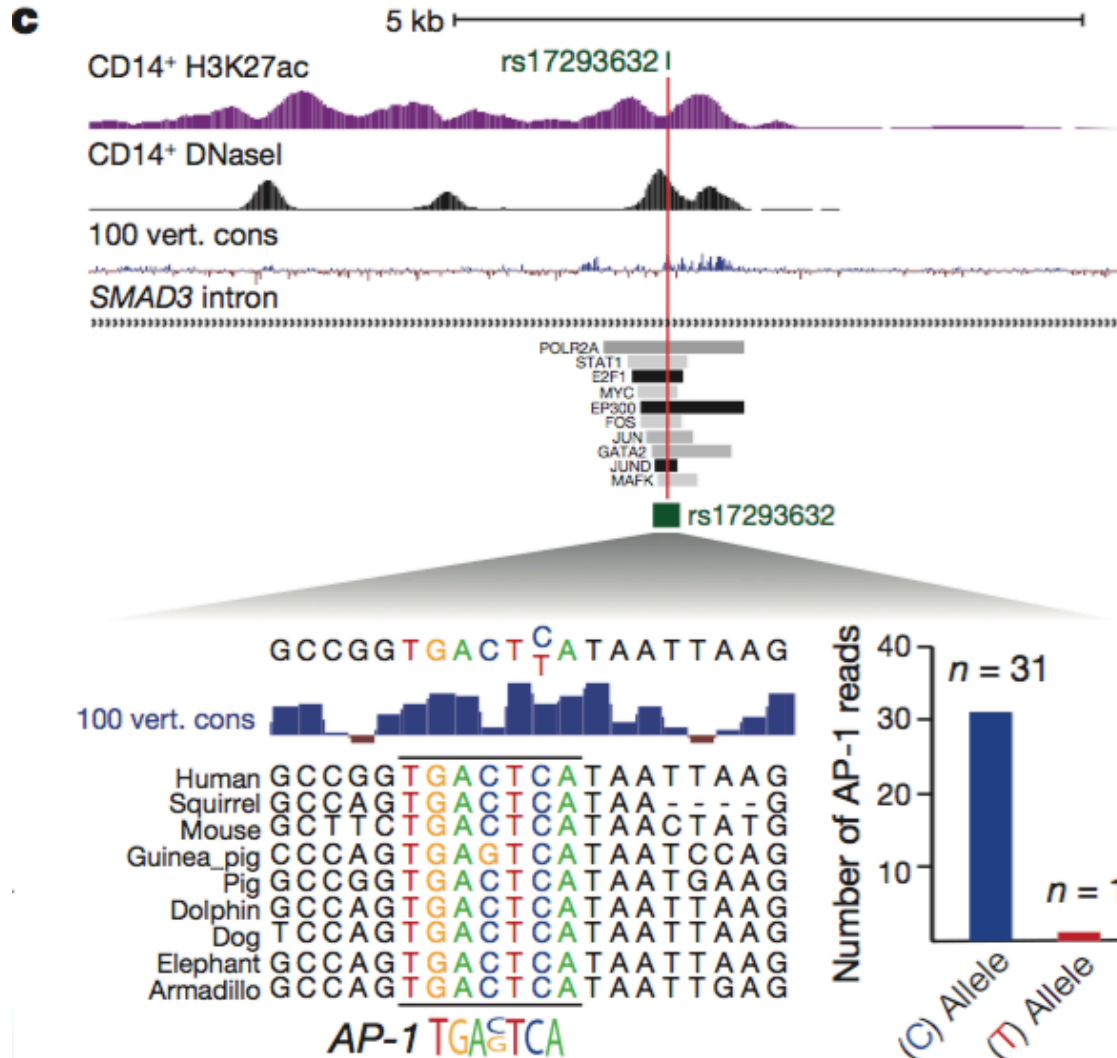 c
5 kb
CD14⁺ H3K27ac
rs17293632
CD14⁺ DNaseI
100 vert. cons
SMAD3 intron
POLR2A
STAT1
E2F1
MYC
EP300
FOS
JUN
GATA2
JUND
MAFK
rs17293632
GCCGGTGACTCATAATTAAG
T
100 vert. cons
Human GCCGGTGACTCATAATTAAG
Squirrel GCCAGTGACTCATAA----G
Mouse GCTTCTGACTCATAACTATG
Guinea_pig CCCAGTGAGTCATAATCCAG
Pig GCCGGTGACTCATAATGAAG
Dolphin GCCAGTGACTCATAATTAAG
Dog TCCAGTGACTCATAATTAAG
Elephant GCCAGTGACTCATAATTAAG
Armadillo GCCAGTGACTCATAATTGAG
AP-1 TGACTCA
G
Number of AP-1 reads
40
30
20
10
n = 31
n = 1
(C) Allele
(T) Allele